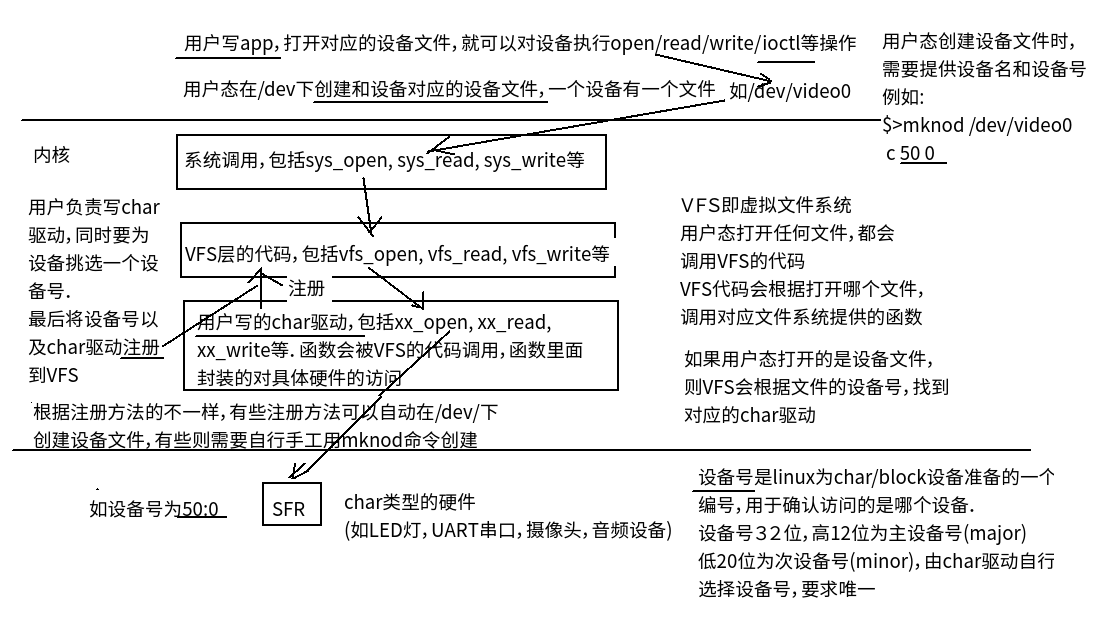 用户写app, 打开对应的设备文件, 就可以对设备执行open/read/write/ioctl等操作
用户态在/dev下创建和设备对应的设备文件, 一个设备有一个文件 如/dev/video0
用户态创建设备文件时,
需要提供设备名和设备号
例如:
$>mknod /dev/video0
c 50 0
内核
系统调用, 包括sys_open, sys_read, sys_write等
用户负责写char
驱动, 同时要为
设备挑选一个设
备号.
最后将设备号以
及char驱动注册
到VFS
VFS层的代码, 包括vfs_open, vfs_read, vfs_write等
注册
用户写的char驱动, 包括xx_open, xx_read,
xx_write等. 函数会被VFS的代码调用, 函数里面
封装的对具体硬件的访问
VFS即虚拟文件系统
用户态打开任何文件, 都会
调用VFS的代码
VFS代码会根据打开哪个文件,
调用对应文件系统提供的函数
如果用户态打开的是设备文件,
则VFS会根据文件的设备号, 找到
对应的char驱动
根据注册方法的不一样, 有些注册方法可以自动在/dev/下
创建设备文件, 有些则需要自行手工用mknod命令创建
如设备号为50:0
SFR
char类型的硬件
(如LED灯, UART串口, 摄像头, 音频设备)
设备号是linux为char/block设备准备的一个
编号, 用于确认访问的是哪个设备.
设备号32位, 高12位为主设备号(major)
低20位为次设备号(minor), 由char驱动自行
选择设备号, 要求唯一